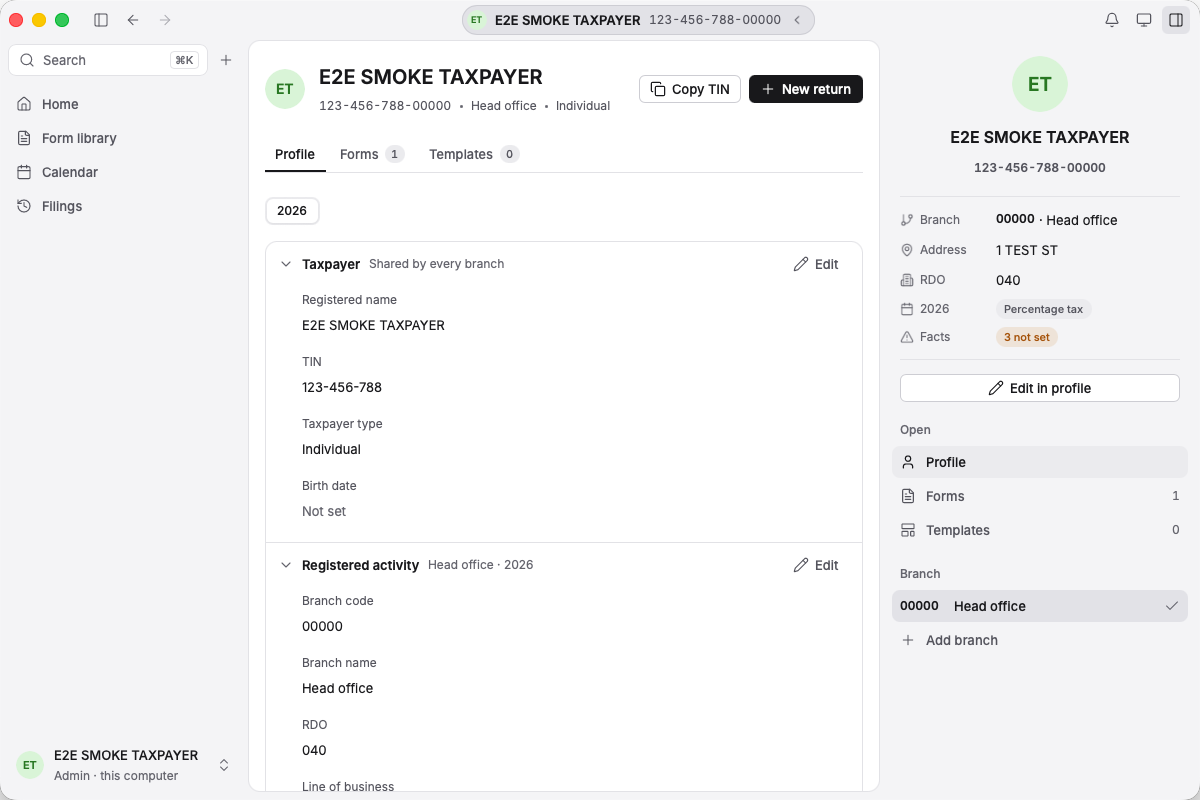 ET E2E SMOKE TAXPAYER 123-456-788-00000
Search ⌘K
Home
Form library
Calendar
Filings
ET E2E SMOKE TAXPAYER
Admin · this computer
ET
E2E SMOKE TAXPAYER
123-456-788-00000 • Head office • Individual
Copy TIN
New return
Profile Forms 1 Templates 0
2026
Taxpayer Shared by every branch Edit
Registered name
E2E SMOKE TAXPAYER
TIN
123-456-788
Taxpayer type
Individual
Birth date
Not set
Registered activity Head office · 2026 Edit
Branch code
00000
Branch name
Head office
RDO
040
Line of business
ET
E2E SMOKE TAXPAYER
123-456-788-00000
Branch 00000 · Head office
Address 1 TEST ST
RDO 040
2026 Percentage tax
Facts 3 not set
Edit in profile
Open
Profile
Forms 1
Templates 0
Branch
00000 Head office
Add branch